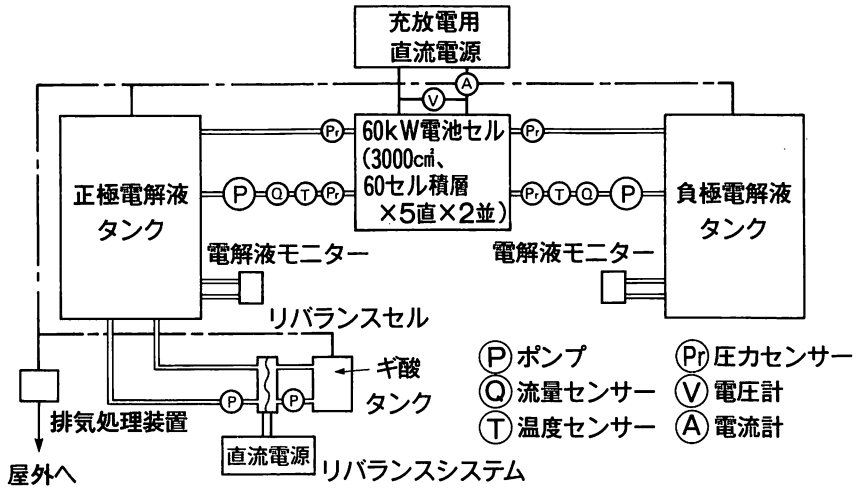 充放電用
直流電源
A
V
Pr
60kW電池セル
(3000c㎡、
60セル積層
×5直×2並)
Pr
正極電解液
タンク
P
Q
T
Pr
Pr
T
Q
P
負極電解液
タンク
電解液モニター
電解液モニター
リバランスセル
P
P
ギ酸
タンク
排気処理装置
屋外へ
直流電源
リバランスシステム
P ポンプ
Pr 圧力センサー
Q 流量センサー
V 電圧計
T 温度センサー
A 電流計